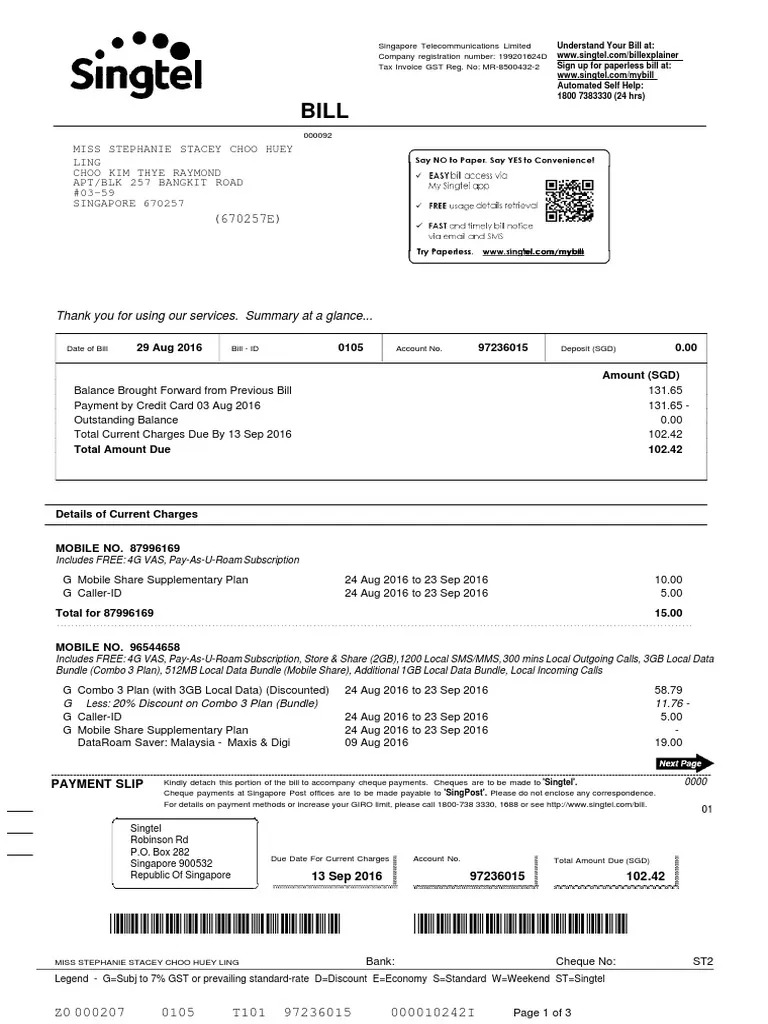 Singtel
Singapore Telecommunications Limited
Company registration number: 199201624D
Tax Invoice GST Reg. No: MR-8500432-2
Understand Your Bill at:
www.singtel.com/billexplainer
Sign up for paperless bill at:
www.singtel.com/mybill
Automated Self Help:
1800 7383330 (24 hrs)
BILL
000092
MISS STEPHANIE STACEY CHOO HUEY
LING
CHOO KIM THYE RAYMOND
APT/BLK 257 BANGKIT ROAD
#03-59
SINGAPORE 670257
(670257E)
Say NO to Paper. Say YES to Convenience!
✓ EASY bill access via
My Singtel app
✓ FREE usage details retrieval
✓ FAST and timely bill notice
via email and SMS
Try Paperless. www.singtel.com/mybill
Thank you for using our services. Summary at a glance...
Date of Bill 29 Aug 2016 Bill - ID 0105 Account No. 97236015 Deposit (SGD) 0.00
Amount (SGD)
Balance Brought Forward from Previous Bill 131.65
Payment by Credit Card 03 Aug 2016 131.65 -
Outstanding Balance 0.00
Total Current Charges Due By 13 Sep 2016 102.42
Total Amount Due 102.42
Details of Current Charges
MOBILE NO. 87996169
Includes FREE: 4G VAS, Pay-As-U-Roam Subscription
G Mobile Share Supplementary Plan 24 Aug 2016 to 23 Sep 2016 10.00
G Caller-ID 24 Aug 2016 to 23 Sep 2016 5.00
Total for 87996169 15.00
MOBILE NO. 96544658
Includes FREE: 4G VAS, Pay-As-U-Roam Subscription, Store & Share (2GB),1200 Local SMS/MMS,300 mins Local Outgoing Calls, 3GB Local Data
Bundle (Combo 3 Plan), 512MB Local Data Bundle (Mobile Share), Additional 1GB Local Data Bundle, Local Incoming Calls
G Combo 3 Plan (with 3GB Local Data) (Discounted) 24 Aug 2016 to 23 Sep 2016 58.79
G Less: 20% Discount on Combo 3 Plan (Bundle) 11.76 -
G Caller-ID 24 Aug 2016 to 23 Sep 2016 5.00
G Mobile Share Supplementary Plan 24 Aug 2016 to 23 Sep 2016 -
DataRoam Saver: Malaysia - Maxis & Digi 09 Aug 2016 19.00
Next Page
PAYMENT SLIP
Kindly detach this portion of the bill to accompany cheque payments. Cheques are to be made to 'Singtel'.
Cheque payments at Singapore Post offices are to be made payable to 'SingPost'. Please do not enclose any correspondence.
For details on payment methods or increase your GIRO limit, please call 1800-738 3330, 1688 or see http://www.singtel.com/bill.
0000
01
Singtel
Robinson Rd
P.O. Box 282
Singapore 900532
Republic Of Singapore
Due Date For Current Charges Account No. Total Amount Due (SGD)
13 Sep 2016 97236015 102.42
MISS STEPHANIE STACEY CHOO HUEY LING Bank: Cheque No: ST2
Legend - G=Subj to 7% GST or prevailing standard-rate D=Discount E=Economy S=Standard W=Weekend ST=Singtel
ZO 000207 0105 T101 97236015 000010242I Page 1 of 3